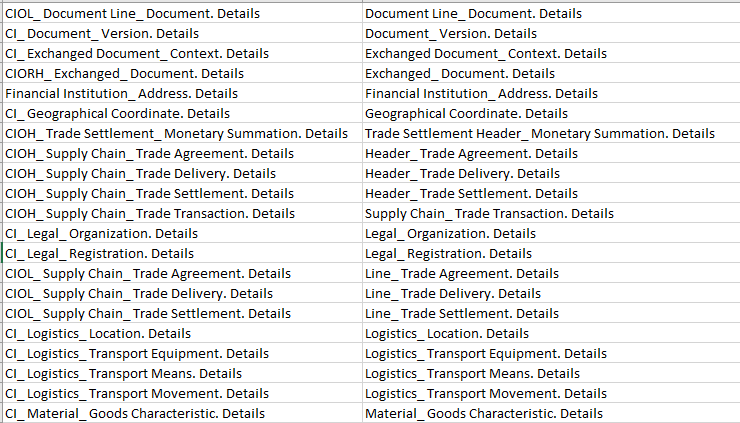 CIOL_ Document Line_ Document. Details Document Line_ Document. Details
CI_ Document_ Version. Details Document_ Version. Details
CI_ Exchanged Document_ Context. Details Exchanged Document_ Context. Details
CIORH_ Exchanged_ Document. Details Exchanged_ Document. Details
Financial Institution_ Address. Details Financial Institution_ Address. Details
CI_ Geographical Coordinate. Details Geographical Coordinate. Details
CIOH_ Trade Settlement_ Monetary Summation. Details Trade Settlement Header_ Monetary Summation. Details
CIOH_ Supply Chain_ Trade Agreement. Details Header_ Trade Agreement. Details
CIOH_ Supply Chain_ Trade Delivery. Details Header_ Trade Delivery. Details
CIOH_ Supply Chain_ Trade Settlement. Details Header_ Trade Settlement. Details
CIOH_ Supply Chain_ Trade Transaction. Details Supply Chain_ Trade Transaction. Details
CI_ Legal_ Organization. Details Legal_ Organization. Details
CI_ Legal_ Registration. Details Legal_ Registration. Details
CIOL_ Supply Chain_ Trade Agreement. Details Line_ Trade Agreement. Details
CIOL_ Supply Chain_ Trade Delivery. Details Line_ Trade Delivery. Details
CIOL_ Supply Chain_ Trade Settlement. Details Line_ Trade Settlement. Details
CI_ Logistics_ Location. Details Logistics_ Location. Details
CI_ Logistics_ Transport Equipment. Details Logistics_ Transport Equipment. Details
CI_ Logistics_ Transport Means. Details Logistics_ Transport Means. Details
CI_ Logistics_ Transport Movement. Details Logistics_ Transport Movement. Details
CI_ Material_ Goods Characteristic. Details Material_ Goods Characteristic. Details